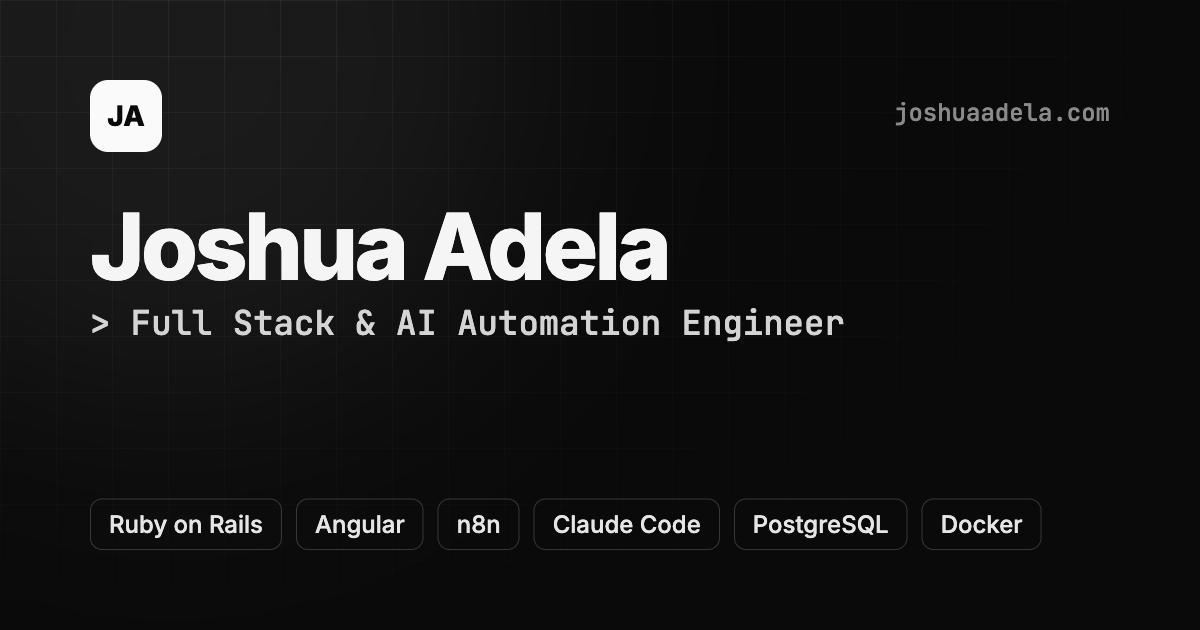 JA
joshuaadela.com
Joshua Adela
> Full Stack & AI Automation Engineer
Ruby on Rails
Angular
n8n
Claude Code
PostgreSQL
Docker